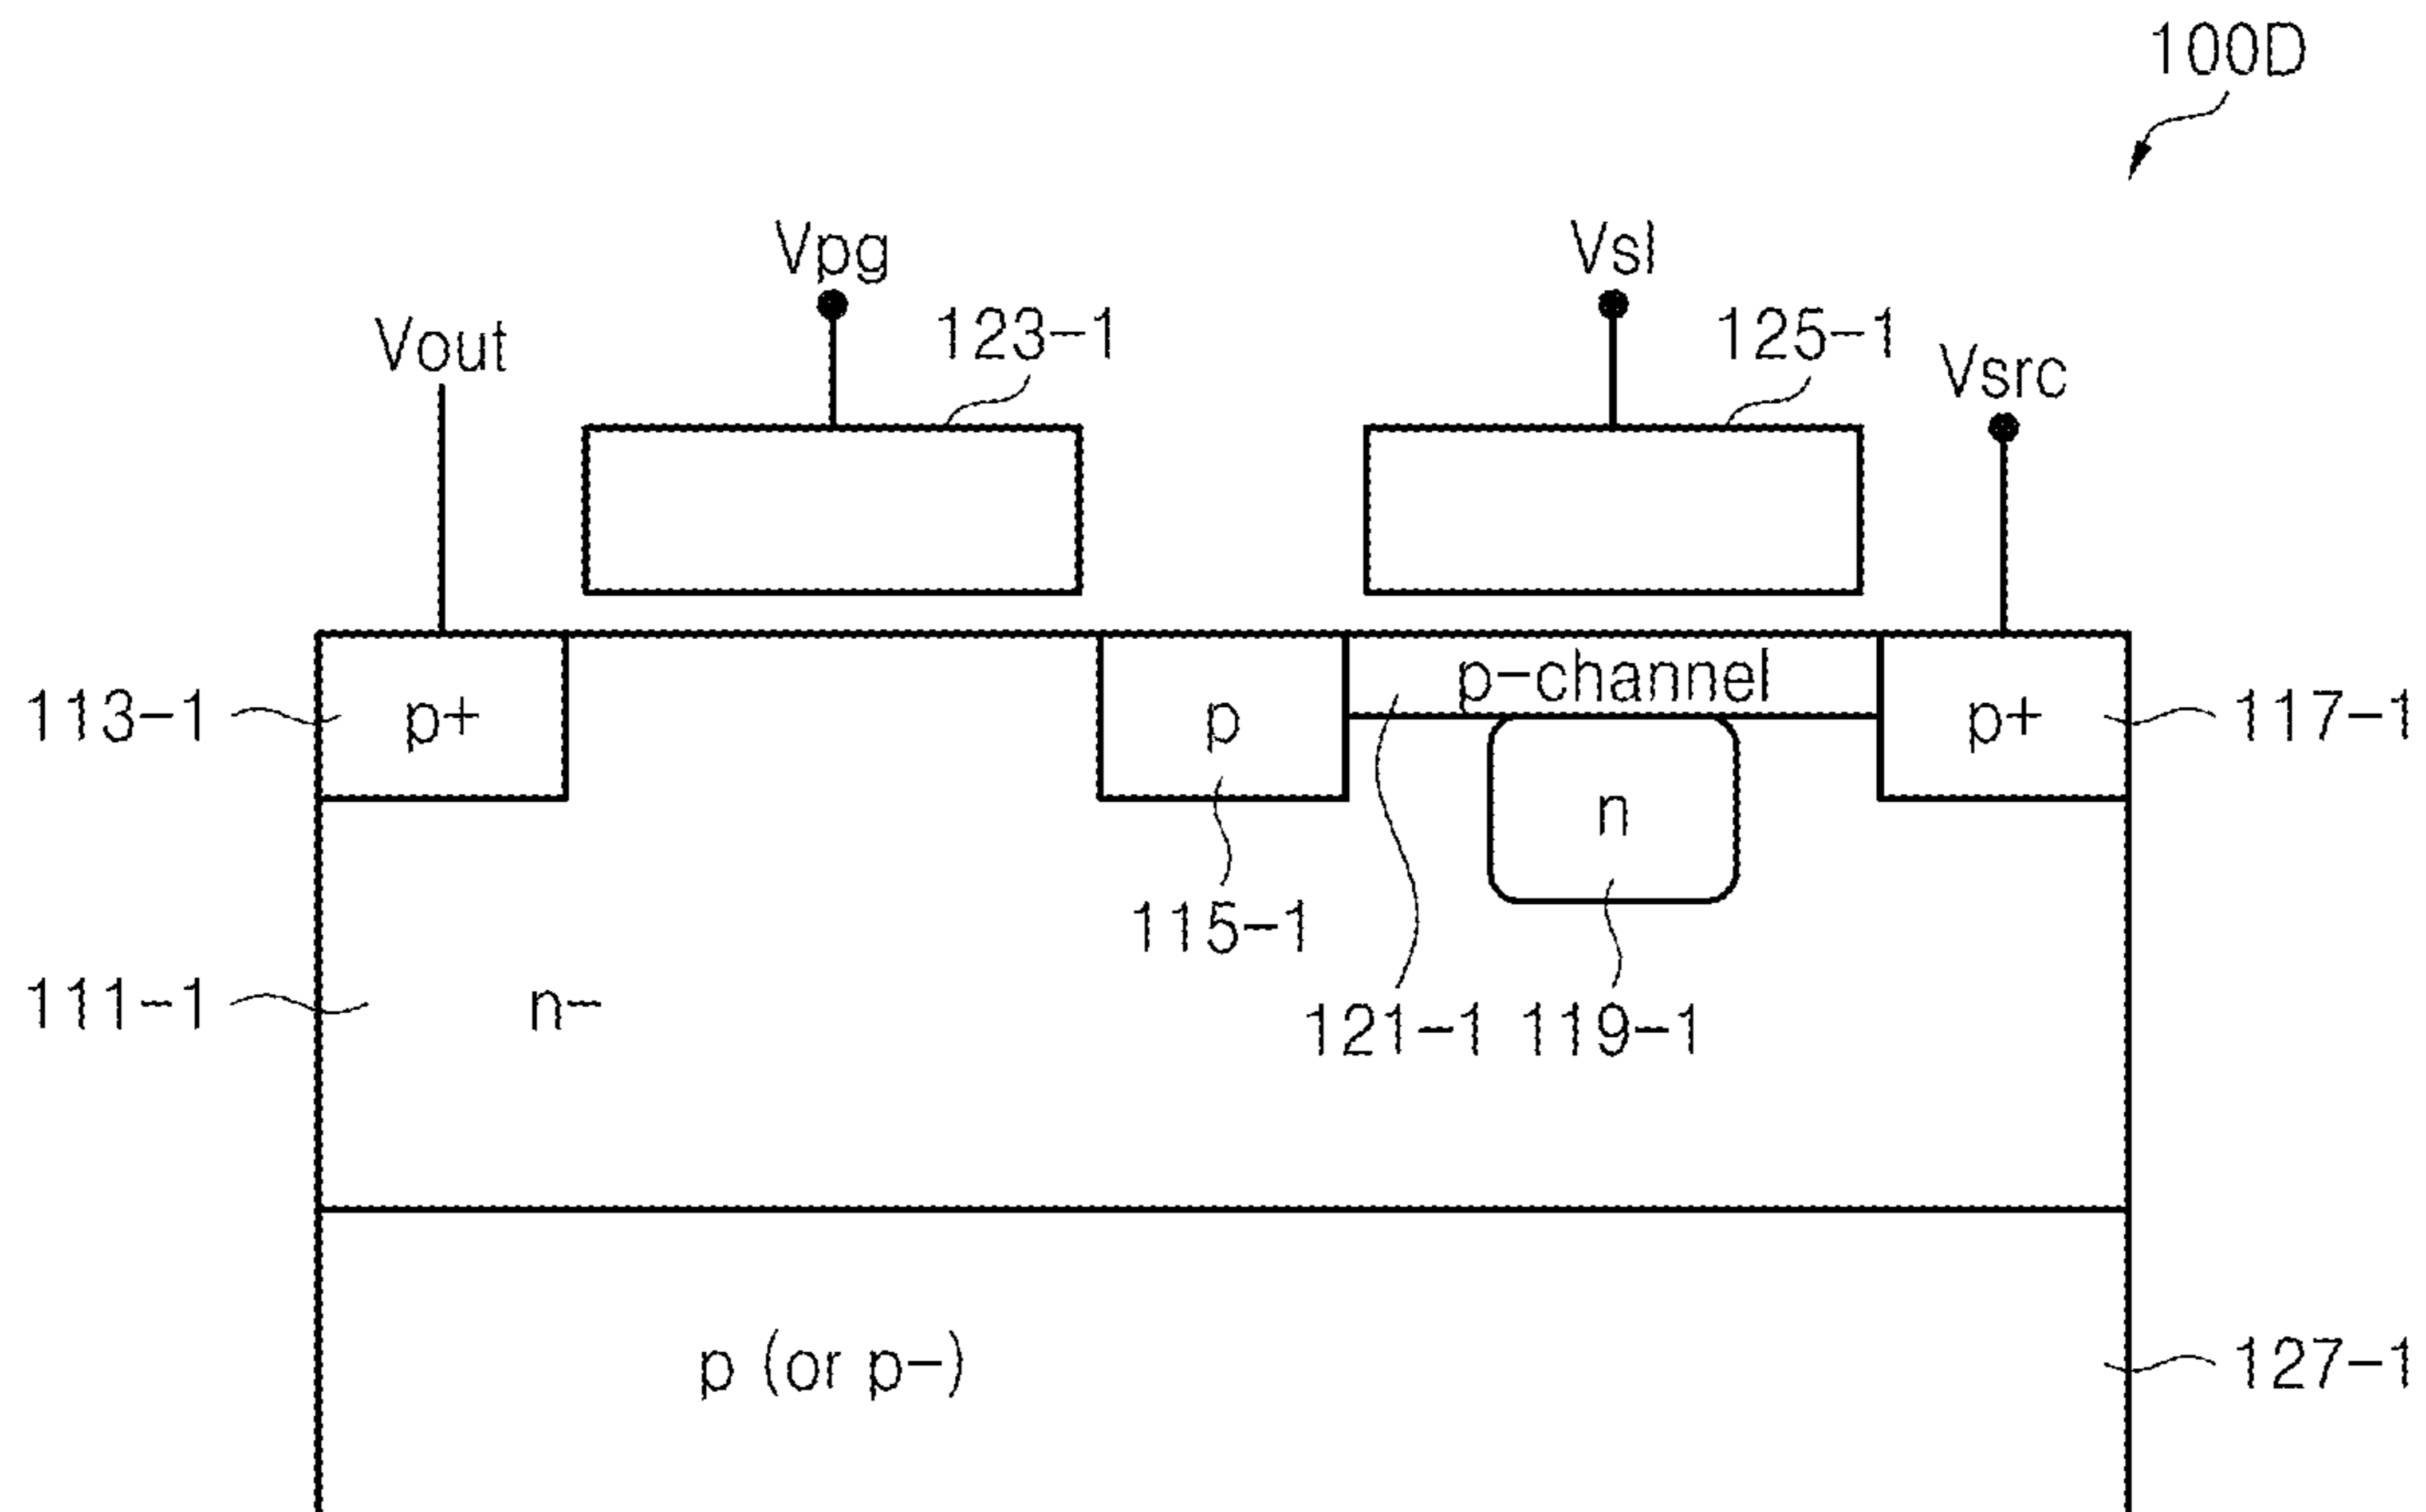 100D
Vpg
Vsl
123-1
125-1
Vout
Vsrc
p-channel
113-1
p+
p
p+
117-1
n
115-1
111-1
n-
121-1
119-1
p (or p-)
127-1